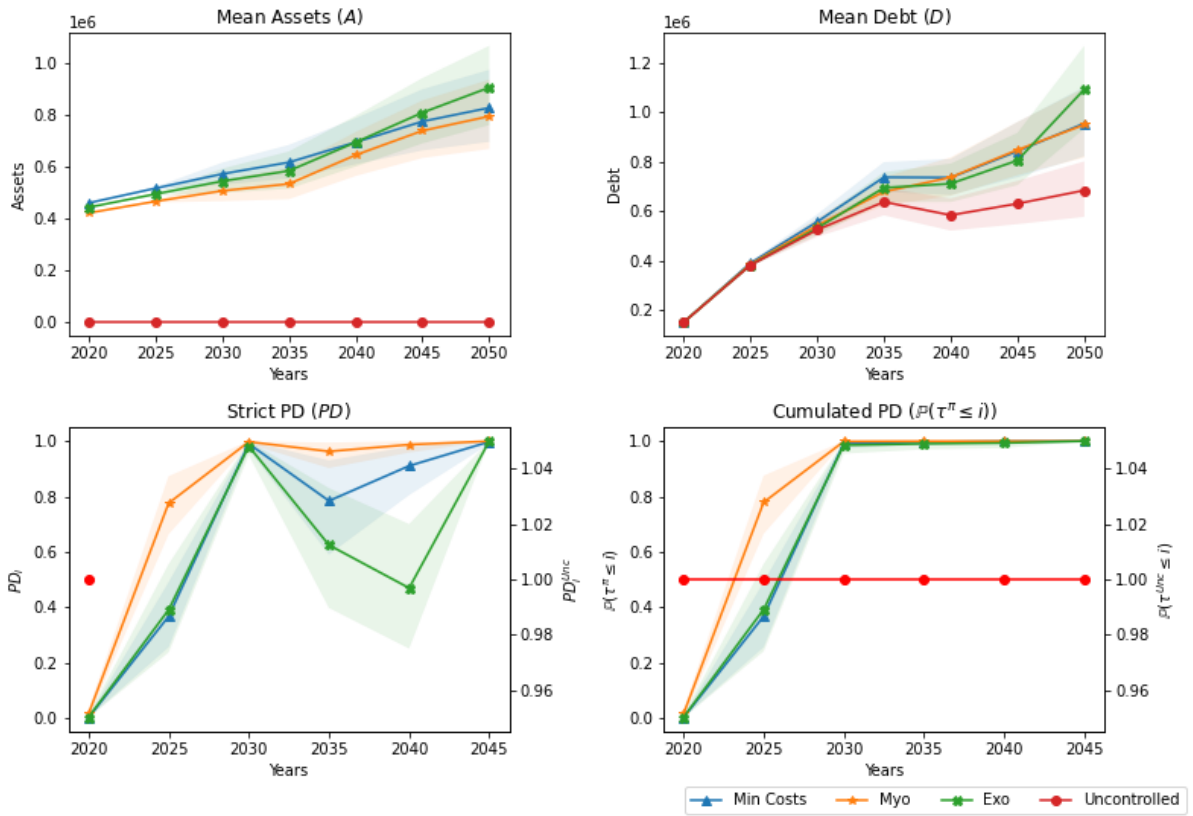 Mean Assets (A)
1e6
1.0
0.8
0.6
0.4
0.2
0.0
Assets
2020 2025 2030 2035 2040 2045 2050
Years
Mean Debt (D)
1e6
1.2
1.0
0.8
0.6
0.4
0.2
Debt
2020 2025 2030 2035 2040 2045 2050
Years
Strict PD (PD)
1.0
0.8
0.6
0.4
0.2
0.0
PD_i
1.04
1.02
1.00
0.98
0.96
PD_i^Unc
2020 2025 2030 2035 2040 2045
Years
Cumulated PD (ℙ(τ^π ≤ i))
1.0
0.8
0.6
0.4
0.2
0.0
ℙ(τ^π ≤ i)
1.04
1.02
1.00
0.98
0.96
ℙ(τ^Unc ≤ i)
2020 2025 2030 2035 2040 2045
Years
Min Costs Myo Exo Uncontrolled